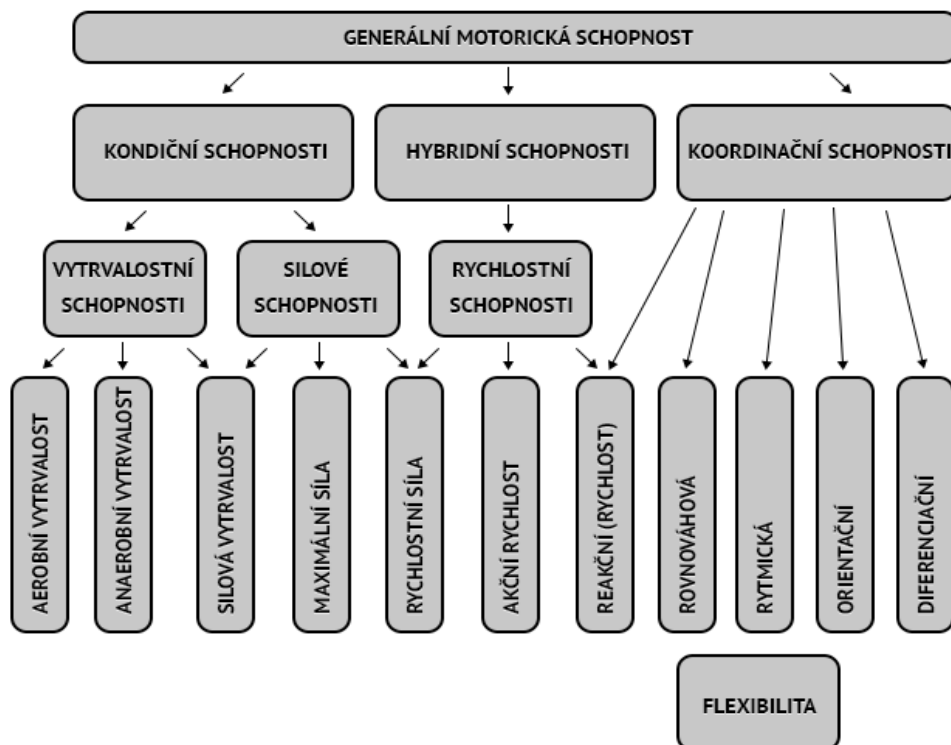 GENERÁLNÍ MOTORICKÁ SCHOPNOST
KONDIČNÍ SCHOPNOSTI
HYBRIDNÍ SCHOPNOSTI
KOORDINAČNÍ SCHOPNOSTI
VYTRVALOSTNÍ
SCHOPNOSTI
SILOVÉ
SCHOPNOSTI
RYCHLOSTNÍ
SCHOPNOSTI
AEROBNÍ VYTRVALOST
ANAEROBNÍ VYTRVALOST
SILOVÁ VYTRVALOST
MAXIMÁLNÍ SÍLA
RYCHLOSTNÍ SÍLA
AKČNÍ RYCHLOST
REAKČNÍ (RYCHLOST)
ROVNOVÁHOVÁ
RYTMICKÁ
ORIENTAČNÍ
DIFERENCIAČNÍ
FLEXIBILITA